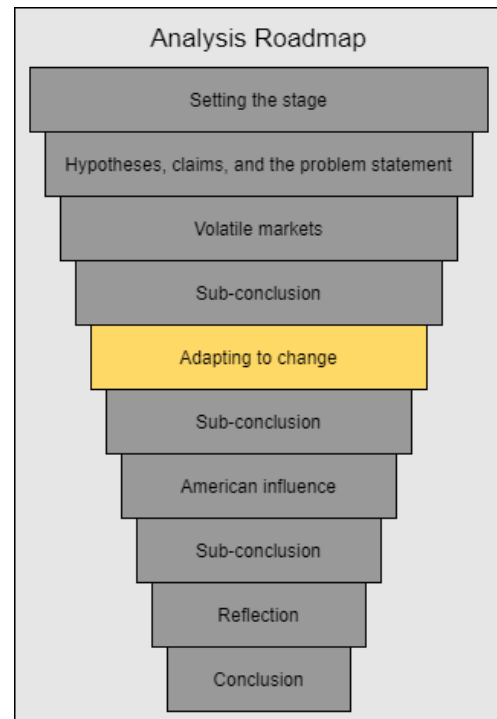 Analysis Roadmap
Setting the stage
Hypotheses, claims, and the problem statement
Volatile markets
Sub-conclusion
Adapting to change
Sub-conclusion
American influence
Sub-conclusion
Reflection
Conclusion